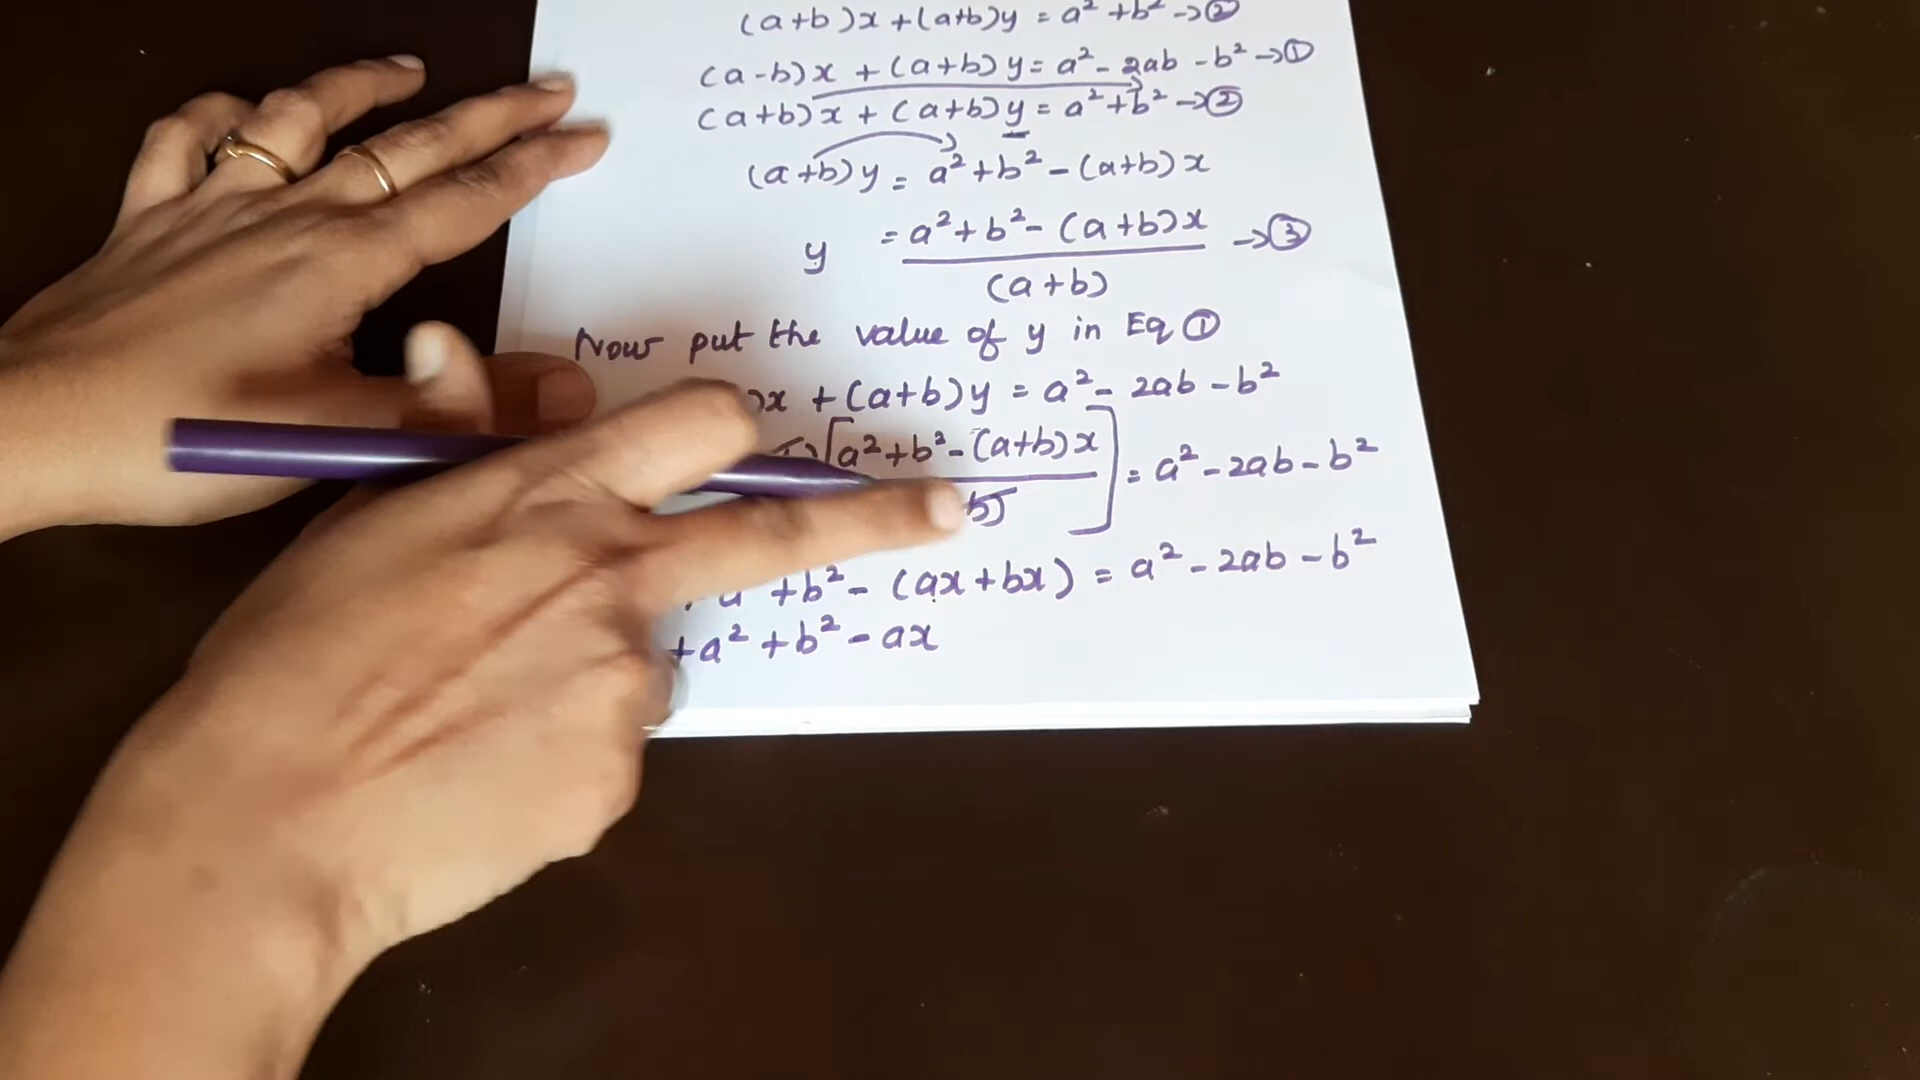 (a+b)x+(a+b)y = a²+b² →②
(a-b)x +(a+b)y= a²- 2ab -b² →①
(a+b)x + (a+b)y = a²+b² →②
(a+b)y = a²+b² -(a+b)x
y = a²+b²- (a+b)x →③
(a+b)
Now put the value of y in Eq ①
)x +(a+b)y = a²- 2ab -b²
)[a²+b²-(a+b)x] = a²-2ab-b²
b)
a +b²- (ax+bx) = a²-2ab-b²
+a²+b²-ax